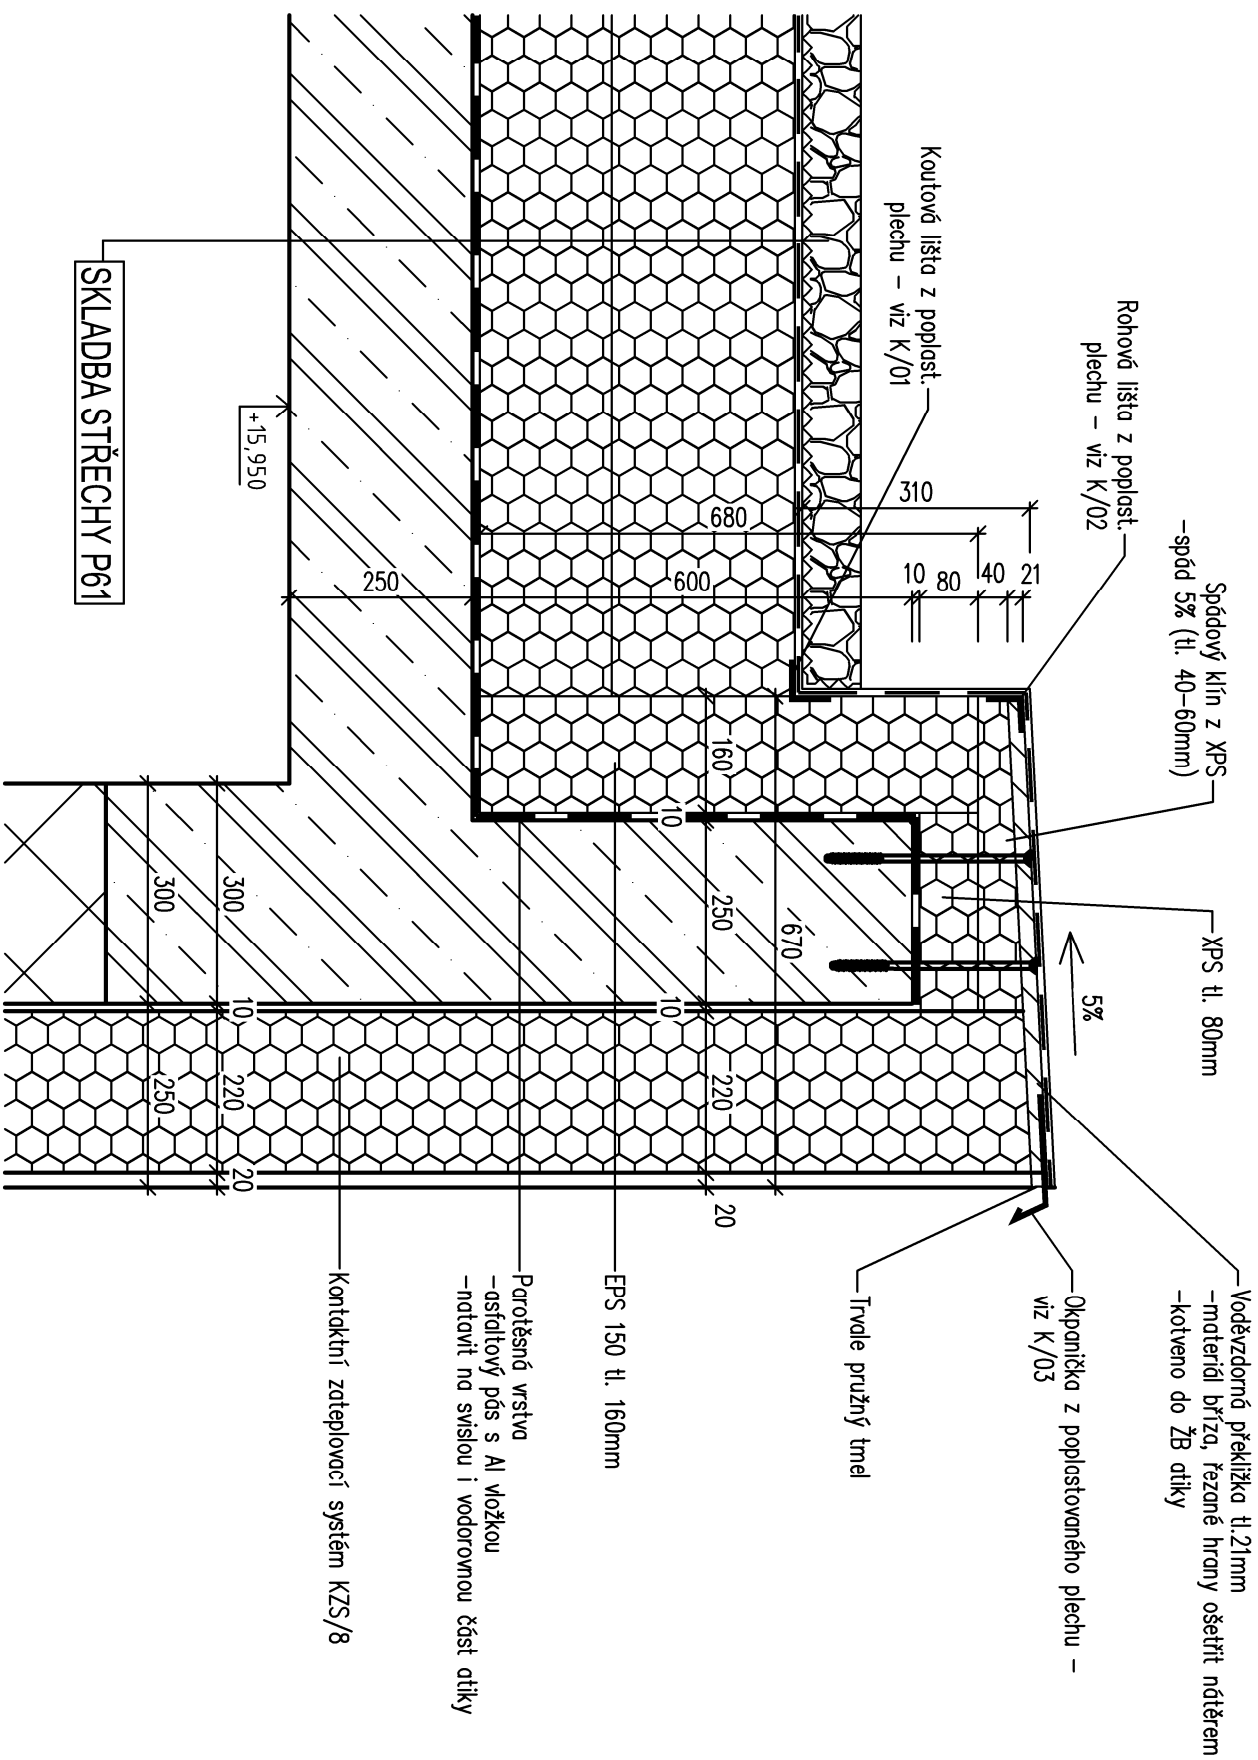 Voděvzdorná překližka tl.21mm
-materiál bříza, řezané hrany ošetřit nátěrem
-kotveno do ŽB atiky
Spádový klín z XPS
-spád 5% (tl. 40-60mm)
XPS tl. 80mm
Rohová lišta z poplast.
plechu - viz K/02
5%
Okpanička z poplastovaného plechu -
viz K/03
Koutová lišta z poplast.
plechu - viz K/01
Trvale pružný tmel
310
21
40
80
10
680
600
250
670
160
10
250
10
220
20
EPS 150 tl. 160mm
Parotěsná vrstva
-asfaltový pás s Al vložkou
-natavit na svislou i vodorovnou část atiky
Kontaktní zateplovací systém KZS/8
+15,950
300
10
220
20
300
250
SKLADBA STŘECHY P61